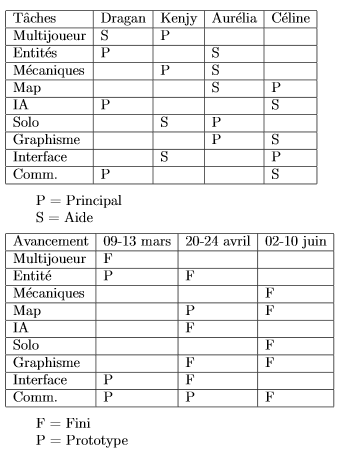 Tâches Dragan Kenjy Aurélia Céline
Multijoueur S P
Entités P S
Mécaniques P S
Map S P
IA P S
Solo S P
Graphisme P S
Interface S P
Comm. P S
P = Principal
S = Aide
Avancement 09-13 mars 20-24 avril 02-10 juin
Multijoueur F
Entité P F
Mécaniques F
Map P F
IA F
Solo F
Graphisme F F
Interface P F
Comm. P P F
F = Fini
P = Prototype